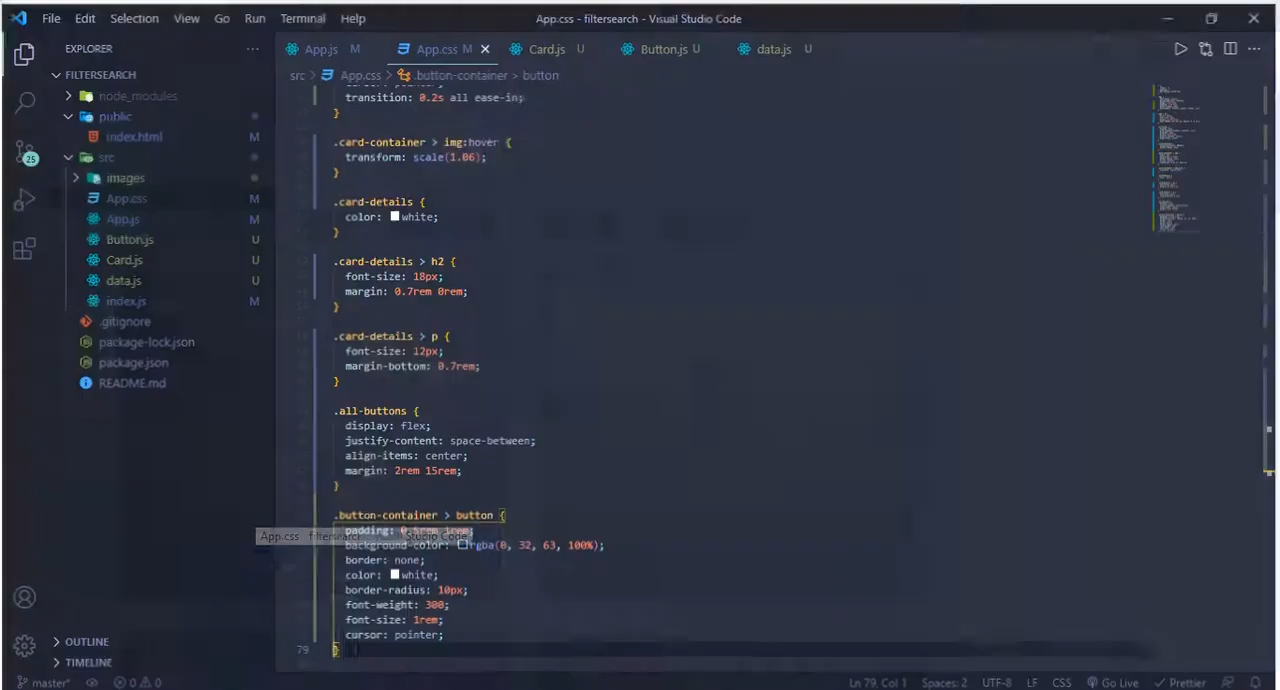 File Edit Selection View Go Run Terminal Help App.css - filtersearch - Visual Studio Code
EXPLORER
App.js M App.css M Card.js U Button.js U data.js U
src > App.css > .button-container > button
FILTERSEARCH
node_modules
public
index.html M
src
images
App.css M
App.js M
Button.js U
Card.js U
data.js U
index.js M
.gitignore
package-lock.json
package.json
README.md
25
OUTLINE
TIMELINE
transition: 0.2s all ease-in;
}
.card-container > img:hover {
transform: scale(1.06);
}
.card-details {
color: white;
}
.card-details > h2 {
font-size: 18px;
margin: 0.7rem 0rem;
}
.card-details > p {
font-size: 12px;
margin-bottom: 0.7rem;
}
.all-buttons {
display: flex;
justify-content: space-between;
align-items: center;
margin: 2rem 15rem;
}
.button-container > button {
padding: 0.5rem 1rem;
App.css filtersearch Studio Code
background-color: rgba(0, 32, 63, 100%);
border: none;
color: white;
border-radius: 10px;
font-weight: 300;
font-size: 1rem;
cursor: pointer;
79 }
master* 0 0 Ln 79, Col 1 Spaces: 2 UTF-8 LF CSS Go Live Prettier